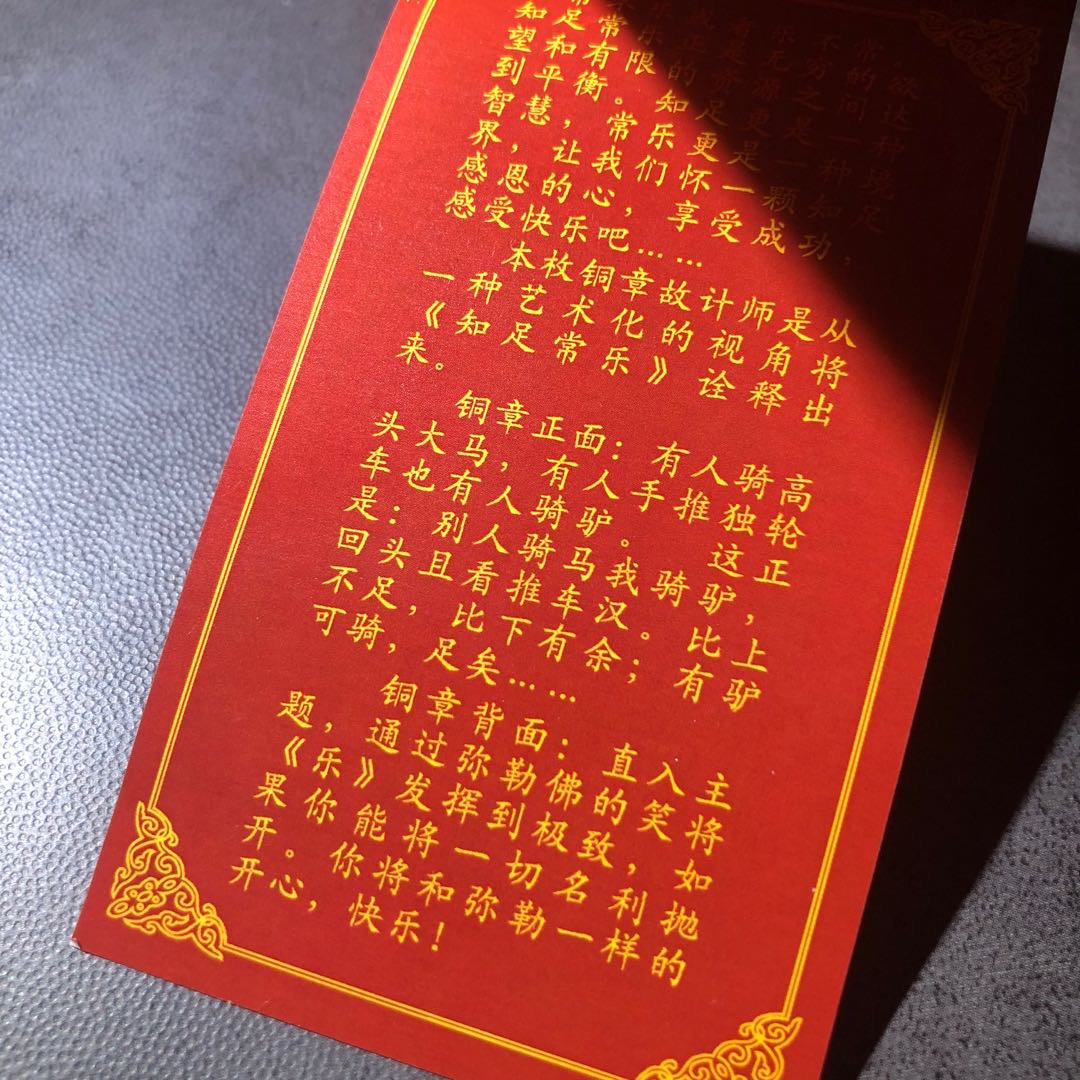 知足常
望和有限的之间
到平衡。知足更是一种
智慧，常乐更是一种境
界，让我们怀一颗知足
感恩的心，享受成功，
感受快乐吧……
本枚铜章故计师是从
一种艺术化的视角将
《知足常乐》诠释出
来。
铜章正面：有人骑高
头大马，有人手推独轮
车也有人骑驴。这正
是：别人骑马我骑驴，
回头且看推车汉。比上
不足，比下有余；有驴
可骑，足矣……
铜章背面：直入主
题，通过弥勒佛的笑将
《乐》发挥到极致，如
果你能将一切名利抛
开。你将和弥勒一样的
开心，快乐！